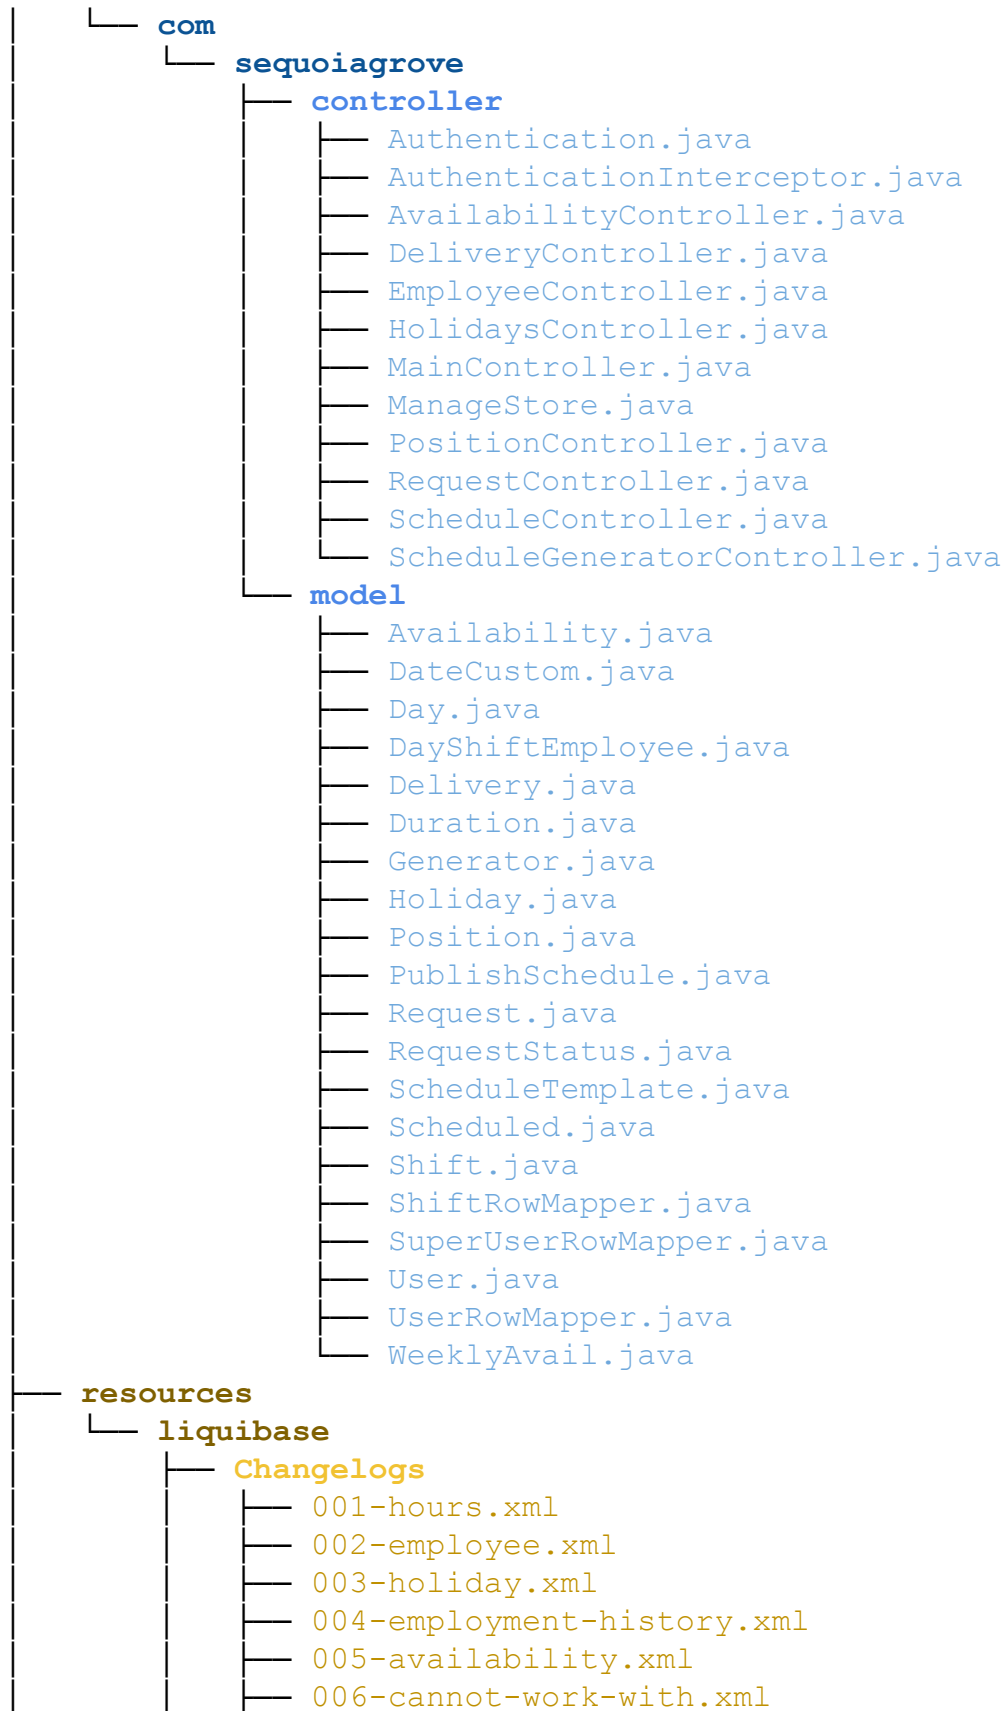 │   └── com
│       └── sequoiagrove
│           ├── controller
│           │   ├── Authentication.java
│           │   ├── AuthenticationInterceptor.java
│           │   ├── AvailabilityController.java
│           │   ├── DeliveryController.java
│           │   ├── EmployeeController.java
│           │   ├── HolidaysController.java
│           │   ├── MainController.java
│           │   ├── ManageStore.java
│           │   ├── PositionController.java
│           │   ├── RequestController.java
│           │   ├── ScheduleController.java
│           │   └── ScheduleGeneratorController.java
│           └── model
│               ├── Availability.java
│               ├── DateCustom.java
│               ├── Day.java
│               ├── DayShiftEmployee.java
│               ├── Delivery.java
│               ├── Duration.java
│               ├── Generator.java
│               ├── Holiday.java
│               ├── Position.java
│               ├── PublishSchedule.java
│               ├── Request.java
│               ├── RequestStatus.java
│               ├── ScheduleTemplate.java
│               ├── Scheduled.java
│               ├── Shift.java
│               ├── ShiftRowMapper.java
│               ├── SuperUserRowMapper.java
│               ├── User.java
│               ├── UserRowMapper.java
│               └── WeeklyAvail.java
├── resources
│   └── liquibase
│       ├── Changelogs
│       │   ├── 001-hours.xml
│       │   ├── 002-employee.xml
│       │   ├── 003-holiday.xml
│       │   ├── 004-employment-history.xml
│       │   ├── 005-availability.xml
│       │   ├── 006-cannot-work-with.xml